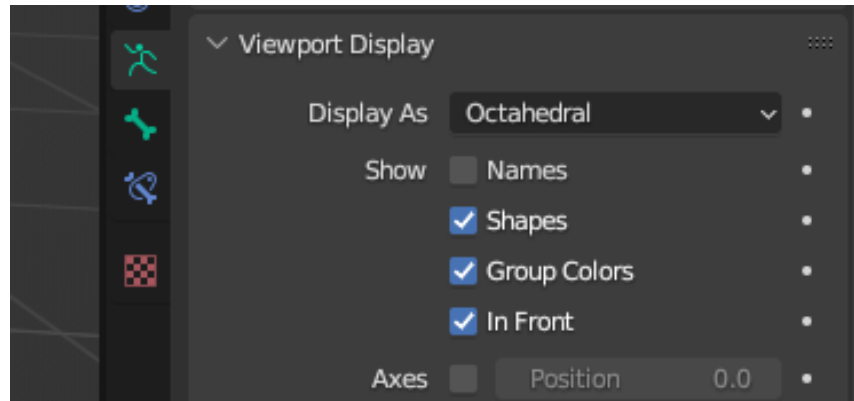 Viewport Display
Display As Octahedral
Show Names
Shapes
Group Colors
In Front
Axes Position 0.0